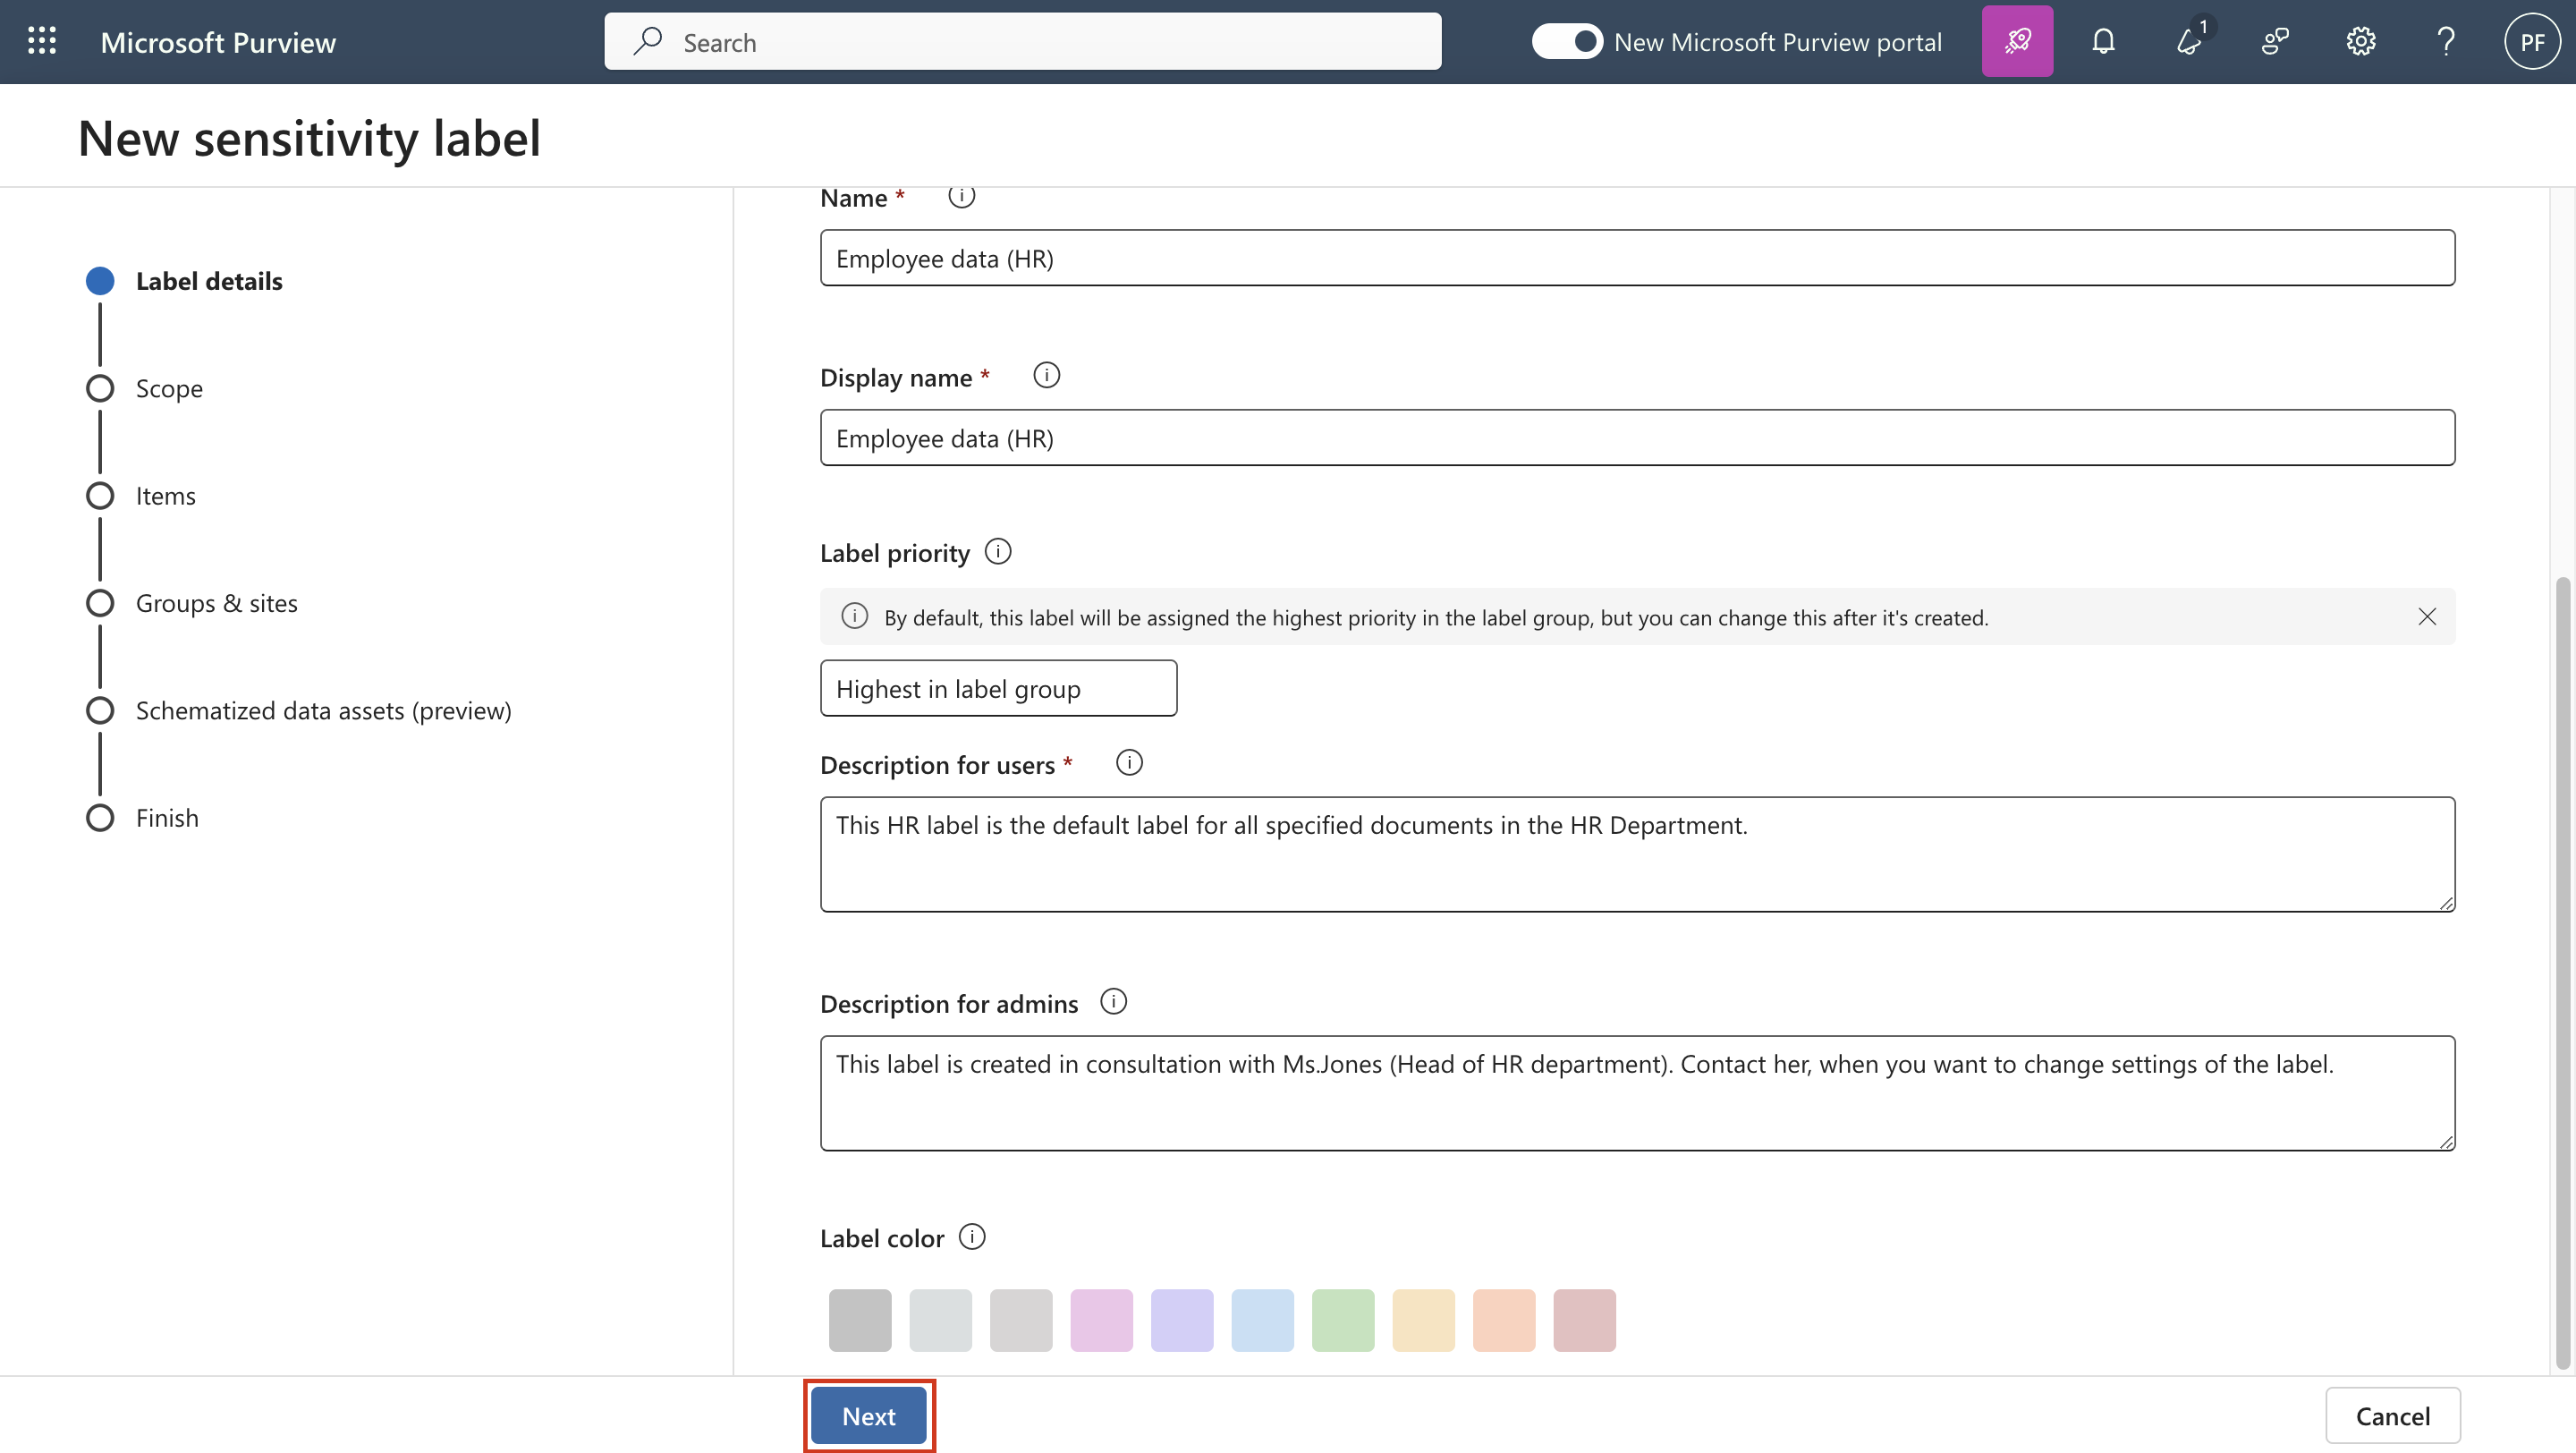 Microsoft Purview
Search
New Microsoft Purview portal
1
PF
New sensitivity label
Label details
Scope
Items
Groups & sites
Schematized data assets (preview)
Finish
Name *
Employee data (HR)
Display name *
Employee data (HR)
Label priority
By default, this label will be assigned the highest priority in the label group, but you can change this after it's created.
Highest in label group
Description for users *
This HR label is the default label for all specified documents in the HR Department.
Description for admins
This label is created in consultation with Ms.Jones (Head of HR department). Contact her, when you want to change settings of the label.
Label color
Next
Cancel